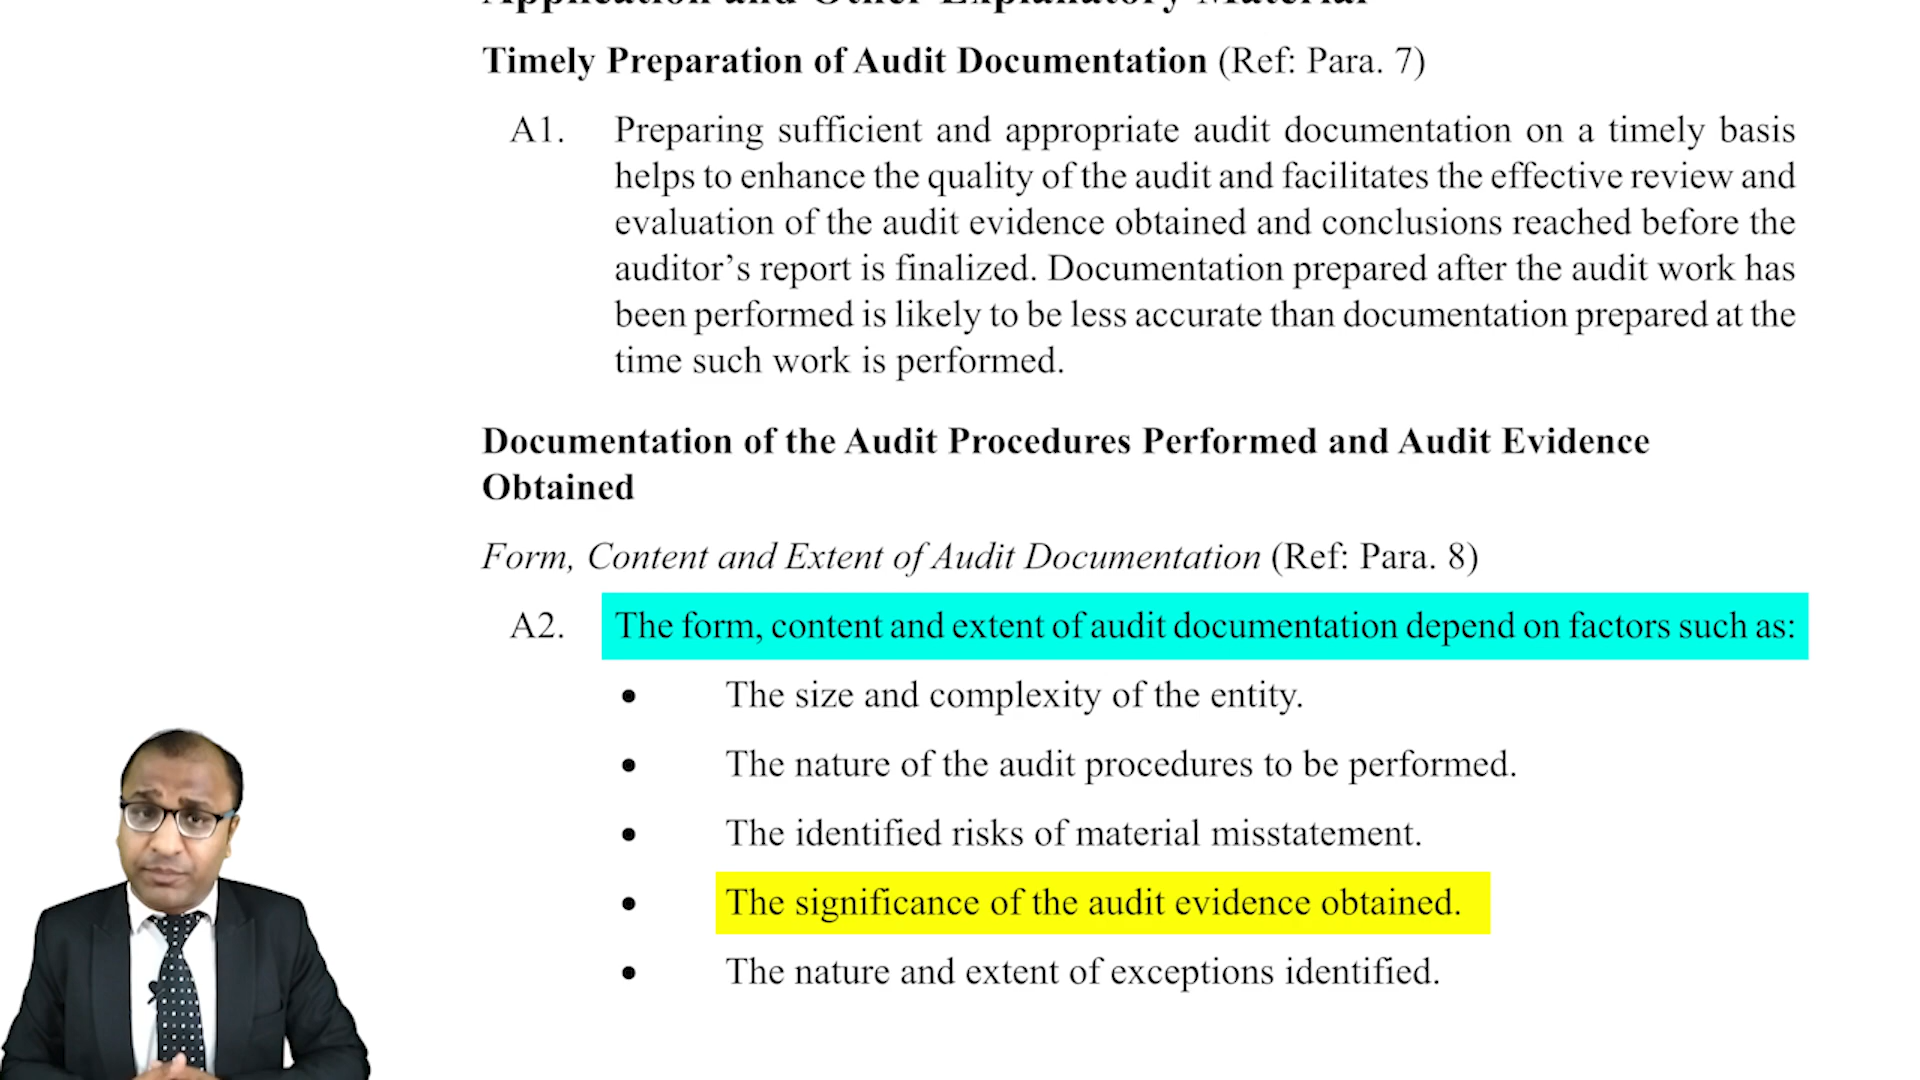 Application and Other Explanatory Material
Timely Preparation of Audit Documentation (Ref: Para. 7)
A1. Preparing sufficient and appropriate audit documentation on a timely basis
helps to enhance the quality of the audit and facilitates the effective review and
evaluation of the audit evidence obtained and conclusions reached before the
auditor’s report is finalized. Documentation prepared after the audit work has
been performed is likely to be less accurate than documentation prepared at the
time such work is performed.
Documentation of the Audit Procedures Performed and Audit Evidence
Obtained
Form, Content and Extent of Audit Documentation (Ref: Para. 8)
A2. The form, content and extent of audit documentation depend on factors such as:
• The size and complexity of the entity.
• The nature of the audit procedures to be performed.
• The identified risks of material misstatement.
• The significance of the audit evidence obtained.
• The nature and extent of exceptions identified.